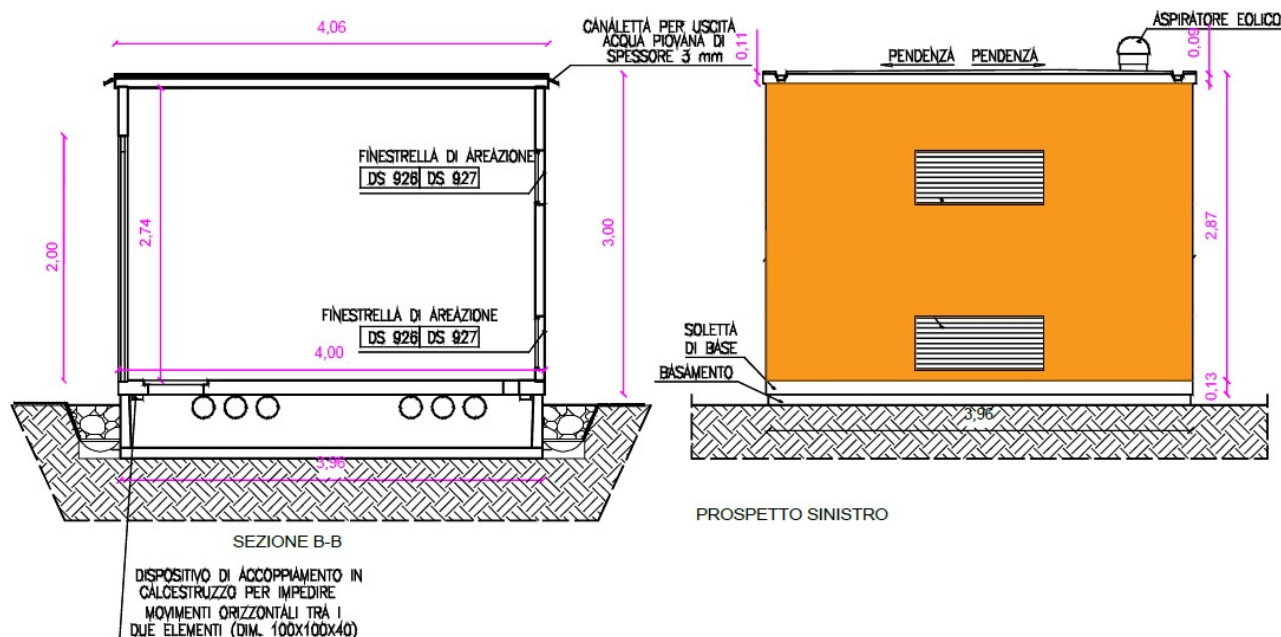 4,06
CANALETTA PER USCITA
ACQUA PIOVANA DI
SPESSORE 3 mm
0,11
PENDENZA PENDENZA
ASPIRATORE EOLICO
0,09
FINESTRELLA DI AREAZIONE
DS 926 DS 927
2,00
2,74
3,00
2,87
FINESTRELLA DI AREAZIONE
DS 926 DS 927
4,00
SOLETTA
DI BASE
BASAMENTO
0,13
3,96
3,96
SEZIONE B-B
PROSPETTO SINISTRO
DISPOSITIVO DI ACCOPPIAMENTO IN
CALCESTRUZZO PER IMPEDIRE
MOVIMENTI ORIZZONTALI TRA I
DUE ELEMENTI (DIM. 100X100X40)